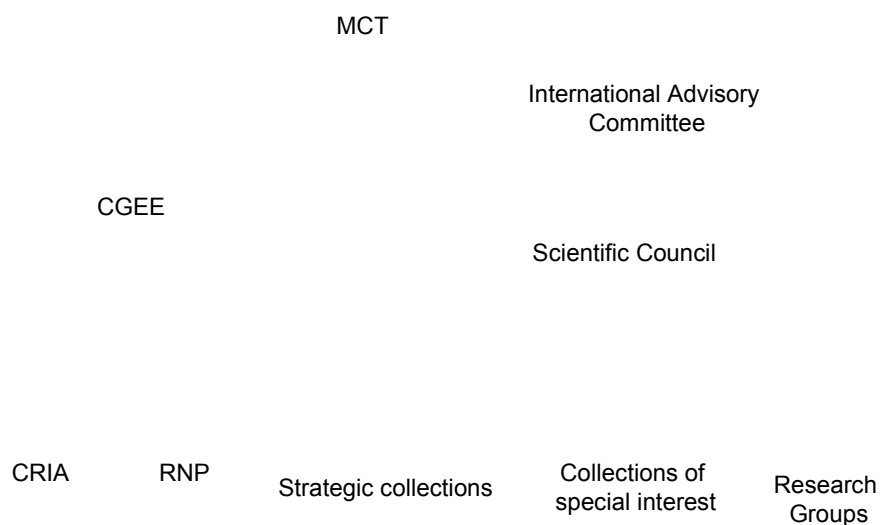 MCT
International Advisory
Committee
CGEE
Scientific Council
CRIA
RNP
Strategic collections
Collections of
special interest
Research
Groups